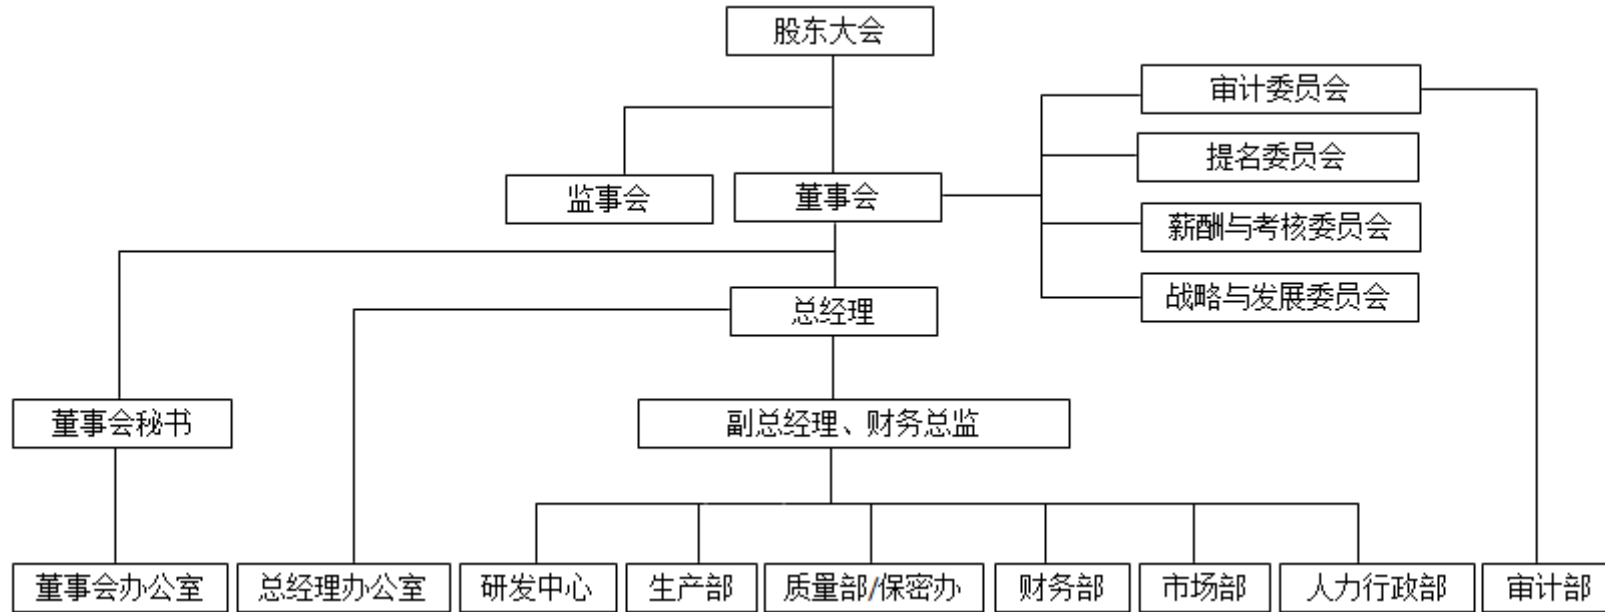 股东大会
审计委员会
提名委员会
监事会
董事会
薪酬与考核委员会
战略与发展委员会
总经理
董事会秘书
副总经理、财务总监
董事会办公室
总经理办公室
研发中心
生产部
质量部/保密办
财务部
市场部
人力行政部
审计部